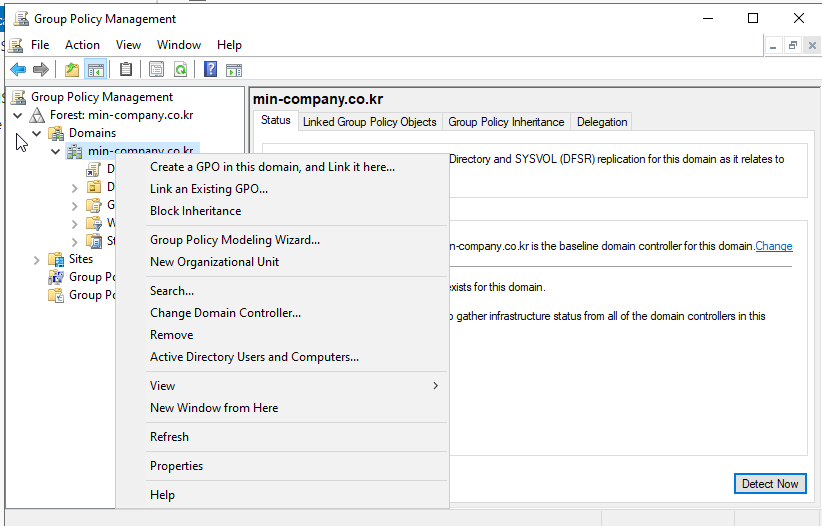 Group Policy Management
File Action View Window Help
Group Policy Management
Forest: min-company.co.kr
Domains
min-company.co.kr
Sites
Group Po
Group Po
Create a GPO in this domain, and Link it here...
Link an Existing GPO...
Block Inheritance
Group Policy Modeling Wizard...
New Organizational Unit
Search...
Change Domain Controller...
Remove
Active Directory Users and Computers...
View
New Window from Here
Refresh
Properties
Help
min-company.co.kr
Status Linked Group Policy Objects Group Policy Inheritance Delegation
Directory and SYSVOL (DFSR) replication for this domain as it relates to
n-company.co.kr is the baseline domain controller for this domain. Change
exists for this domain.
gather infrastructure status from all of the domain controllers in this
Detect Now